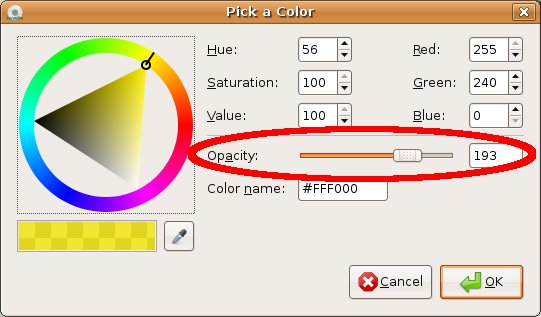 Pick a Color
Hue: 56 Red: 255
Saturation: 100 Green: 240
Value: 100 Blue: 0
Opacity: 193
Color name: #FFF000
Cancel OK